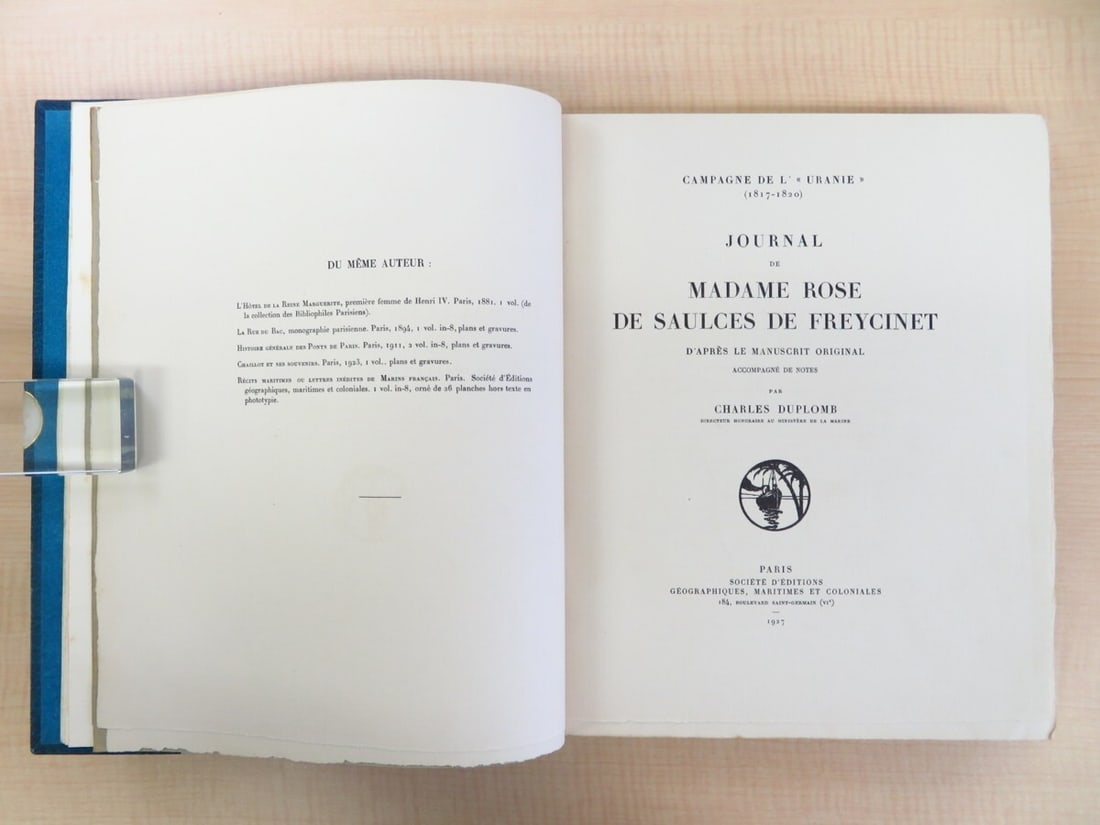 DU MÊME AUTEUR :
L'Hôtel de la Reine Marguerite, première femme de Henri IV. Paris, 1881. 1 vol. (de
la collection des Bibliophiles Parisiens).
La Rue du Bac, monographie parisienne. Paris, 1894, 1 vol. in-8, plans et gravures.
Histoire générale des Ponts de Paris. Paris, 1911, 2 vol. in-8, plans et gravures.
Chaillot et ses souvenirs. Paris, 1923, 1 vol.. plans et gravures.
Récits maritimes ou lettres inédites de Marins français. Paris. Société d'Éditions
géographiques, maritimes et coloniales. 1 vol. in-8, orné de 26 planches hors texte en
phototypie.
CAMPAGNE DE L' « URANIE »
(1817-1820)
JOURNAL
DE
MADAME ROSE
DE SAULCES DE FREYCINET
D'APRÈS LE MANUSCRIT ORIGINAL
ACCOMPAGNÉ DE NOTES
PAR
CHARLES DUPLOMB
DIRECTEUR HONORAIRE AU MINISTÈRE DE LA MARINE
PARIS
SOCIÉTÉ D'ÉDITIONS
GÉOGRAPHIQUES, MARITIMES ET COLONIALES
184, BOULEVARD SAINT-GERMAIN (VIe)
1927